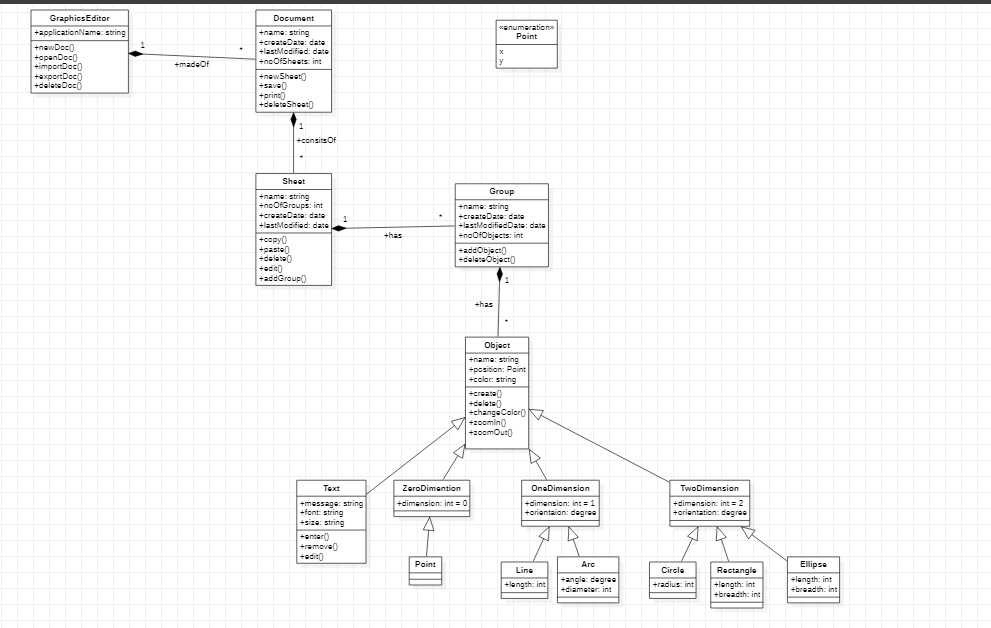 GraphicsEditor
+applicationName: string
+newDoc()
+openDoc()
+importDoc()
+exportDoc()
+deleteDoc()
1
*
+madeOf
Document
+name: string
+createDate: date
+lastModified: date
+noOfSheets: int
+newSheet()
+save()
+print()
+deleteSheet()
«enumeration»
Point
x
y
1
+consitsOf
*
Sheet
+name: string
+noOfGroups: int
+createDate: date
+lastModified: date
+copy()
+paste()
+delete()
+edit()
+addGroup()
1
*
+has
Group
+name: string
+createDate: date
+lastModifiedDate: date
+noOfObjects: int
+addObject()
+deleteObject()
1
+has
*
Object
+name: string
+position: Point
+color: string
+create()
+delete()
+changeColor()
+zoomIn()
+zoomOut()
Text
+message: string
+font: string
+size: string
+enter()
+remove()
+edit()
ZeroDimention
+dimension: int = 0
OneDimension
+dimension: int = 1
+orientaion: degree
TwoDimension
+dimension: int = 2
+orientation: degree
Point
Line
+length: int
Arc
+angle: degree
+diameter: int
Circle
+radius: int
Rectangle
+length: int
+breadth: int
Ellipse
+length: int
+breadth: int